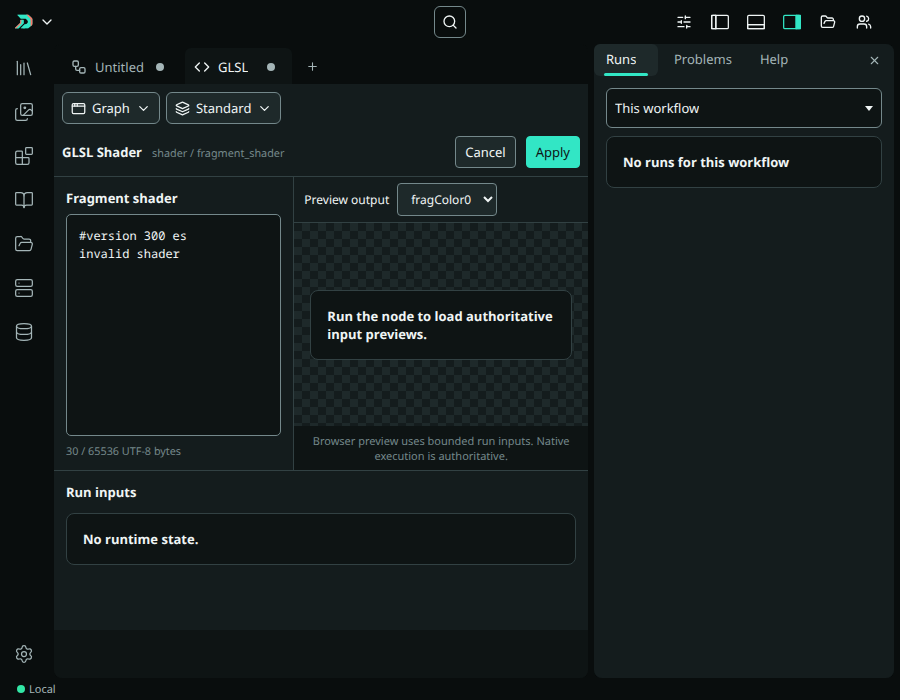 Untitled
GLSL
Runs
Problems
Help
Graph
Standard
This workflow
No runs for this workflow
GLSL Shader
shader / fragment_shader
Cancel
Apply
Fragment shader
#version 300 es
invalid shader
30 / 65536 UTF-8 bytes
Preview output
fragColor0
Run the node to load authoritative
input previews.
Browser preview uses bounded run inputs. Native
execution is authoritative.
Run inputs
No runtime state.
Local